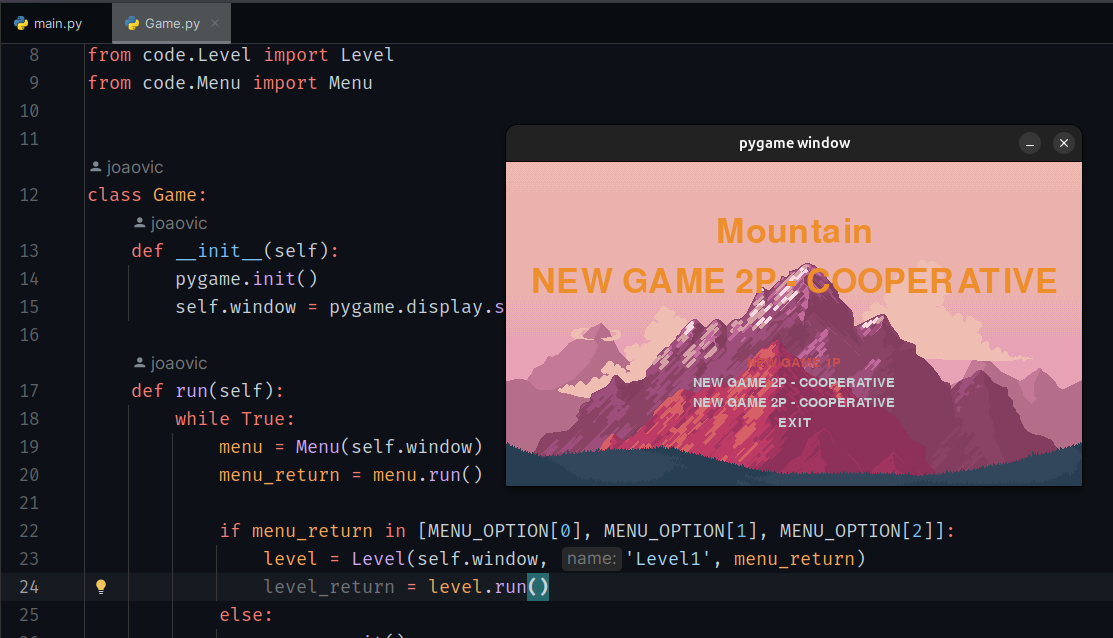 main.py
Game.py ×
8 from code.Level import Level
9 from code.Menu import Menu
10
11
joaovic
12 class Game:
joaovic
13 def __init__(self):
14 pygame.init()
15 self.window = pygame.display.s
16
joaovic
17 def run(self):
18 while True:
19 menu = Menu(self.window)
20 menu_return = menu.run()
21
22 if menu_return in [MENU_OPTION[0], MENU_OPTION[1], MENU_OPTION[2]]:
23 level = Level(self.window, name: 'Level1', menu_return)
24 level_return = level.run()
25 else:
pygame window
Mountain
NEW GAME 2P - COOPERATIVE
NEW GAME 1P
NEW GAME 2P - COOPERATIVE
NEW GAME 2P - COOPERATIVE
EXIT